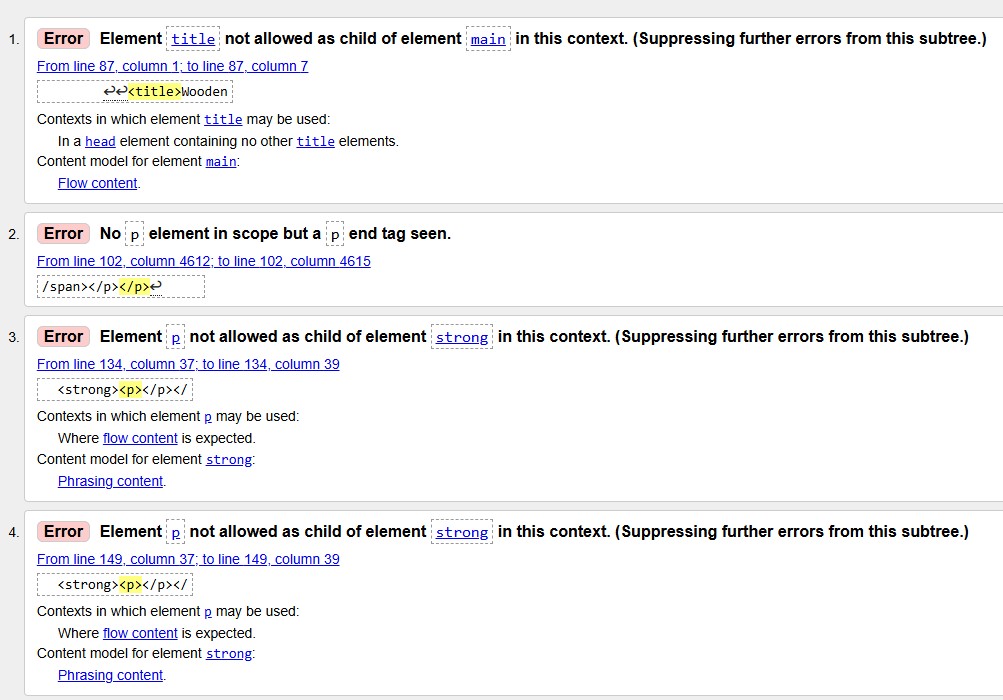 1. Error Element title not allowed as child of element main in this context. (Suppressing further errors from this subtree.)
From line 87, column 1; to line 87, column 7
↩↩<title>Wooden
Contexts in which element title may be used:
In a head element containing no other title elements.
Content model for element main:
Flow content.
2. Error No p element in scope but a p end tag seen.
From line 102, column 4612; to line 102, column 4615
/span></p></p>↩
3. Error Element p not allowed as child of element strong in this context. (Suppressing further errors from this subtree.)
From line 134, column 37; to line 134, column 39
<strong><p></p></
Contexts in which element p may be used:
Where flow content is expected.
Content model for element strong:
Phrasing content.
4. Error Element p not allowed as child of element strong in this context. (Suppressing further errors from this subtree.)
From line 149, column 37; to line 149, column 39
<strong><p></p></
Contexts in which element p may be used:
Where flow content is expected.
Content model for element strong:
Phrasing content.